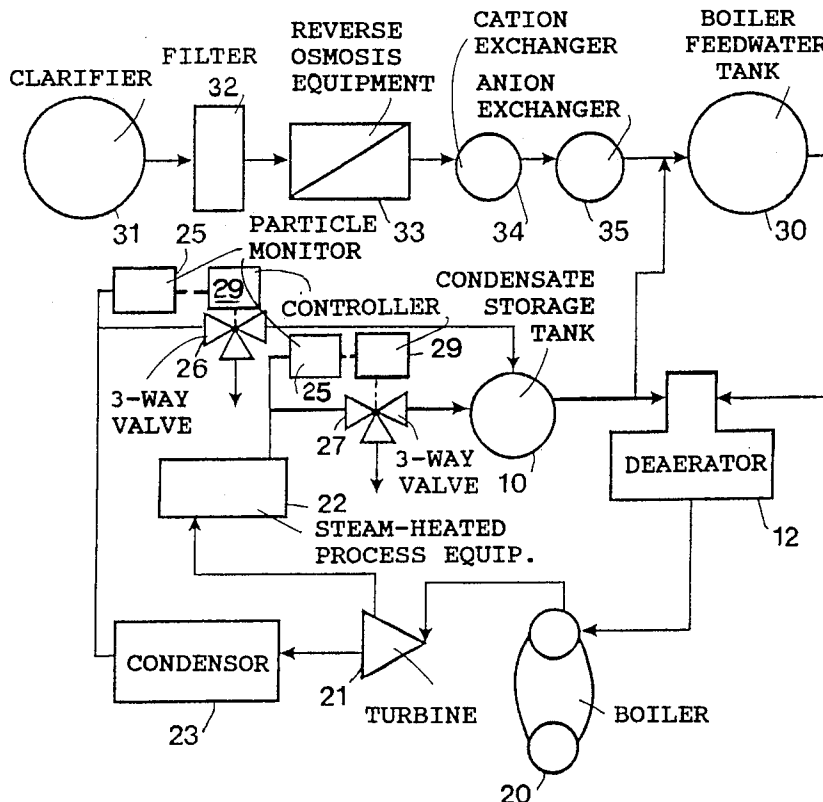 CLARIFIER
FILTER
32
REVERSE
OSMOSIS
EQUIPMENT
CATION
EXCHANGER
ANION
EXCHANGER
BOILER
FEEDWATER
TANK
31
33
34
35
30
25
PARTICLE
MONITOR
29
CONTROLLER
CONDENSATE
STORAGE
TANK
26
3-WAY
VALVE
25
29
27
3-WAY
VALVE
10
DEAERATOR
12
22
STEAM-HEATED
PROCESS EQUIP.
CONDENSOR
23
21
TURBINE
BOILER
20